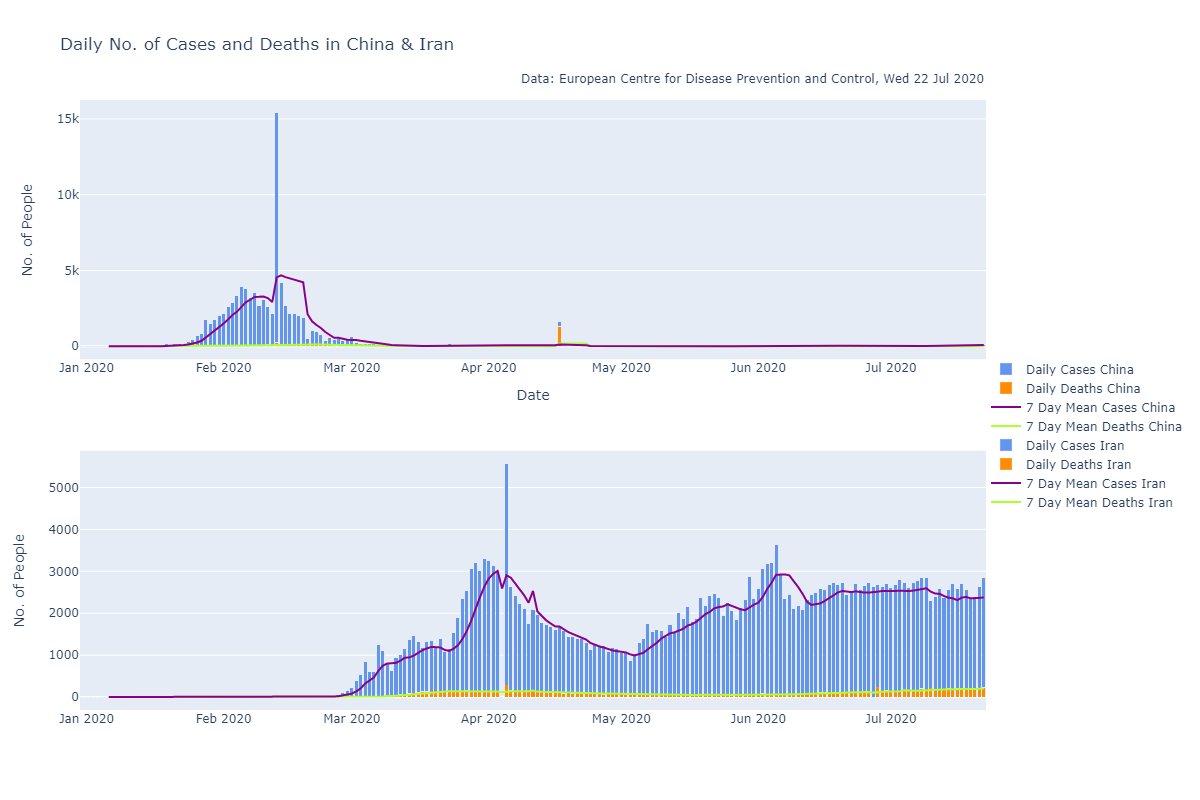 Daily No. of Cases and Deaths in China & Iran
Data: European Centre for Disease Prevention and Control, Wed 22 Jul 2020
15k
10k
5k
0
No. of People
Jan 2020 Feb 2020 Mar 2020 Apr 2020 May 2020 Jun 2020 Jul 2020
Date
Daily Cases China
Daily Deaths China
7 Day Mean Cases China
7 Day Mean Deaths China
Daily Cases Iran
Daily Deaths Iran
7 Day Mean Cases Iran
7 Day Mean Deaths Iran
5000
4000
3000
2000
1000
0
No. of People
Jan 2020 Feb 2020 Mar 2020 Apr 2020 May 2020 Jun 2020 Jul 2020